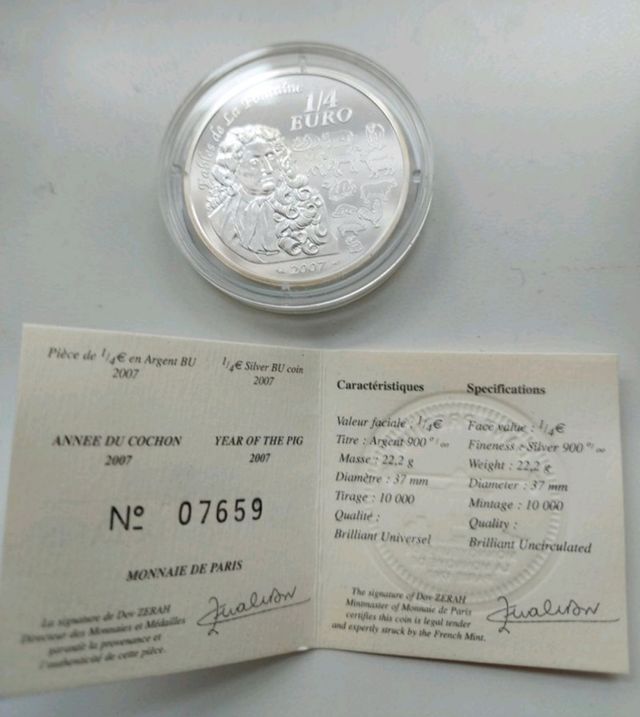 Fables de La Fontaine
1/4
EURO
2007
Pièce de 1/4€ en Argent BU
2007
1/4€ Silver BU coin
2007
ANNEE DU COCHON
2007
YEAR OF THE PIG
2007
Nº 07659
MONNAIE DE PARIS
La signature de Dov ZERAH
Directeur des Monnaies et Médailles
garantit la provenance et
l'authenticité de cette pièce.
Caractéristiques
Valeur faciale : 1/4€
Titre : Argent 900 °/oo
Masse : 22,2 g
Diamètre : 37 mm
Tirage : 10 000
Qualité :
Brilliant Universel
Specifications
Face value : 1/4€
Fineness : Silver 900 °/oo
Weight : 22,2 g
Diameter : 37 mm
Mintage : 10 000
Quality :
Brilliant Uncirculated
The signature of Dov ZERAH
Mintmaster of Monnaie de Paris
certifies this coin is legal tender
and expertly struck by the French Mint.